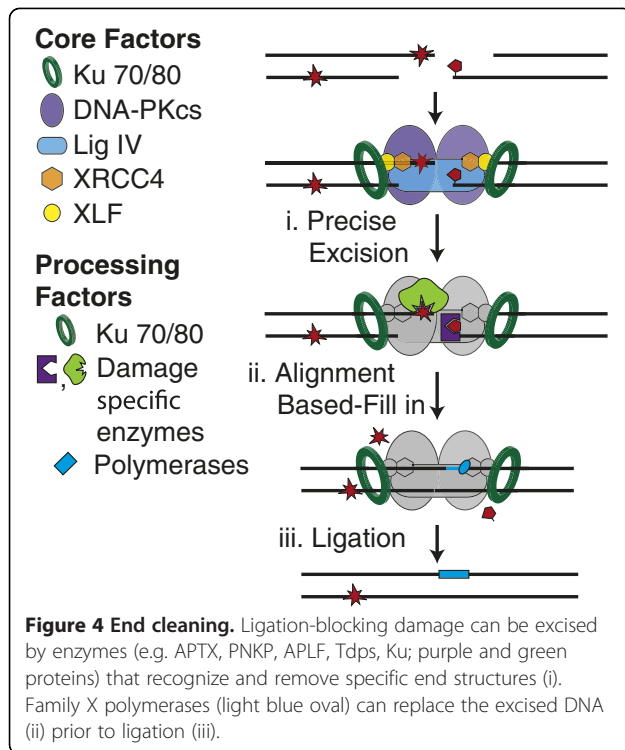 Core Factors
Ku 70/80
DNA-PKcs
Lig IV
XRCC4
XLF
i. Precise
Excision
Processing
Factors
Ku 70/80
, Damage
specific
enzymes
Polymerases
ii. Alignment
Based-Fill in
iii. Ligation
Figure 4 End cleaning. Ligation-blocking damage can be excised
by enzymes (e.g. APTX, PNKP, APLF, Tdps, Ku; purple and green
proteins) that recognize and remove specific end structures (i).
Family X polymerases (light blue oval) can replace the excised DNA
(ii) prior to ligation (iii).